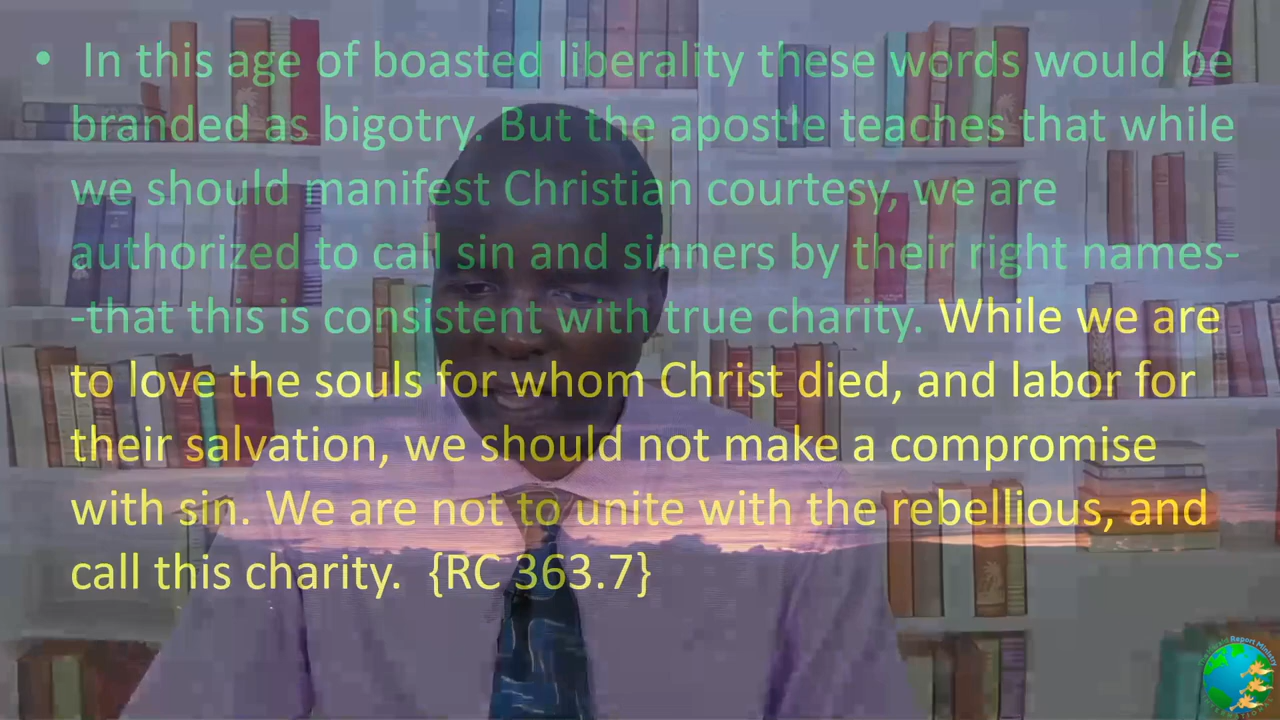 • In this age of boasted liberality these words would be
branded as bigotry. But the apostle teaches that while
we should manifest Christian courtesy, we are
authorized to call sin and sinners by their right names-
-that this is consistent with true charity. While we are
to love the souls for whom Christ died, and labor for
their salvation, we should not make a compromise
with sin. We are not to unite with the rebellious, and
call this charity. {RC 363.7}
Report Ministry